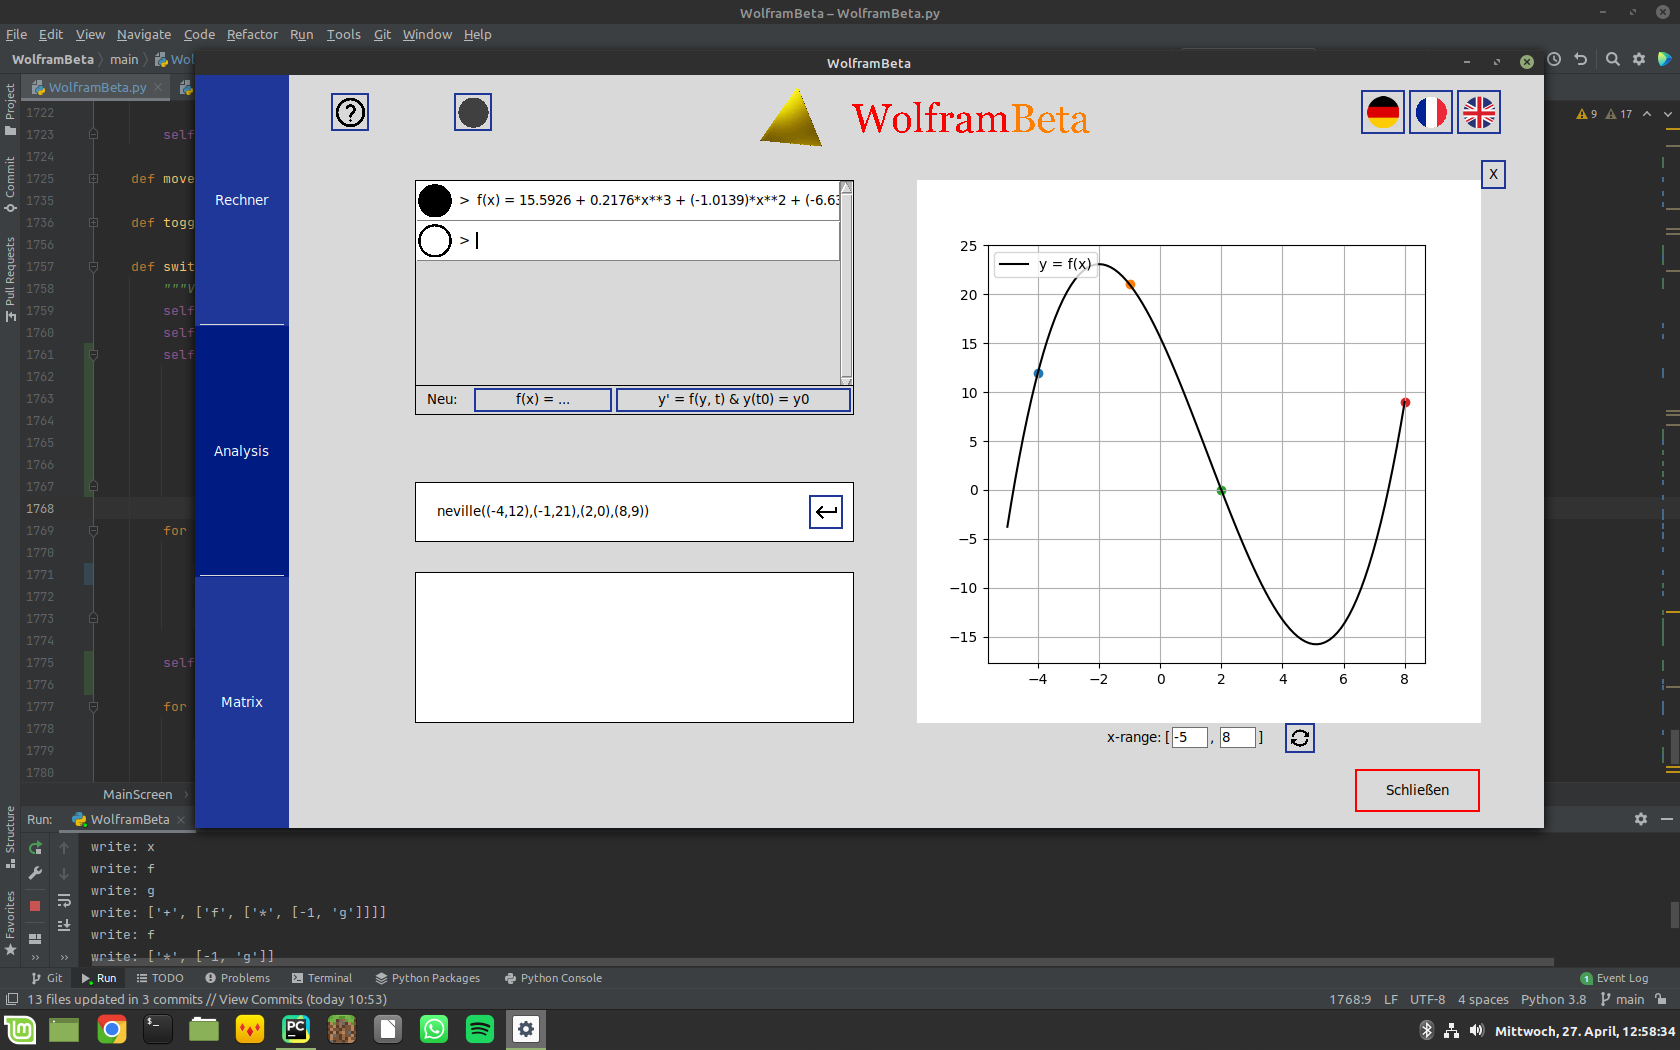 WolframBeta – WolframBeta.py
File Edit View Navigate Code Refactor Run Tools Git Window Help
WolframBeta main Wol
WolframBeta
WolframBeta.py
Project
Commit
Pull Requests
Structure
Favorites
1722
1723 self
1724
1725 def move
1735
1736 def togg
1756
1757 def swit
1758 """V
1759 self
1760 self
1761 self
1762
1763
1764
1765
1766
1767
1768
1769 for
1770
1771
1772
1773
1774
1775 self
1776
1777 for
1778
1779
1780
9 17
Rechner
Analysis
Matrix
?
WolframBeta
X
> f(x) = 15.5926 + 0.2176*x**3 + (-1.0139)*x**2 + (-6.63
>
Neu: f(x) = ... y' = f(y, t) & y(t0) = y0
neville((-4,12),(-1,21),(2,0),(8,9))
y = f(x)
25
20
15
10
5
0
−5
−10
−15
−4 −2 0 2 4 6 8
x-range: [ -5 , 8 ]
Schließen
MainScreen
Run: WolframBeta
write: x
write: f
write: g
write: ['+', ['f', ['*', [-1, 'g']]]]
write: f
write: ['*', [-1, 'g']]
Git Run TODO Problems Terminal Python Packages Python Console 1 Event Log
13 files updated in 3 commits // View Commits (today 10:53) 1768:9 LF UTF-8 4 spaces Python 3.8 main
PC
Mittwoch, 27. April, 12:58:34